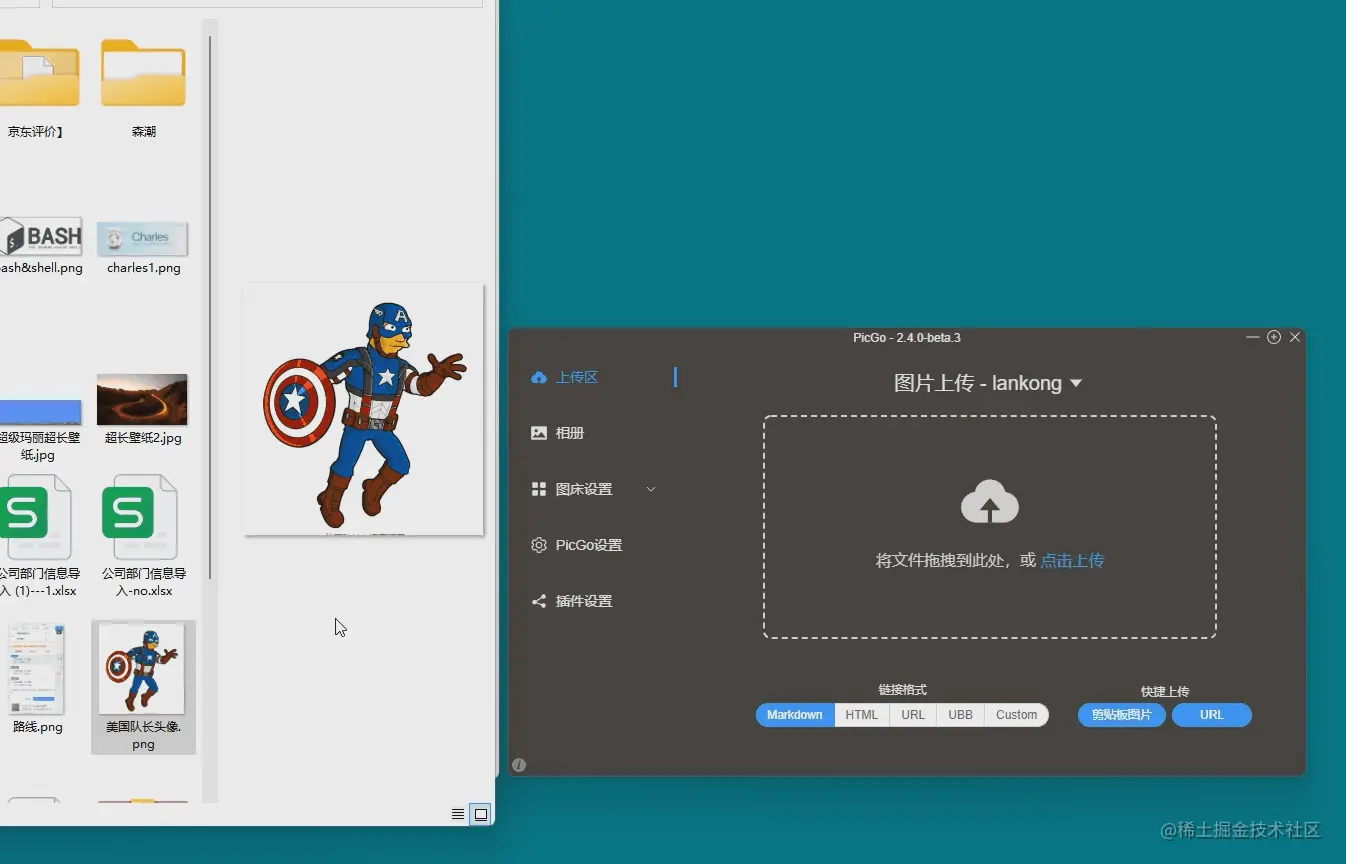 京东评价】
森潮
BASH
ash&shell.png
Charles
charles1.png
超级玛丽超长壁
纸.jpg
超长壁纸2.jpg
公司部门信息导
入 (1)---1.xlsx
公司部门信息导
入-no.xlsx
路线.png
美国队长头像.
png
PicGo - 2.4.0-beta.3
上传区
相册
图床设置
PicGo设置
插件设置
图片上传 - lankong
将文件拖拽到此处，或 点击上传
链接格式
Markdown
HTML
URL
UBB
Custom
快捷上传
剪贴板图片
URL
@稀土掘金技术社区